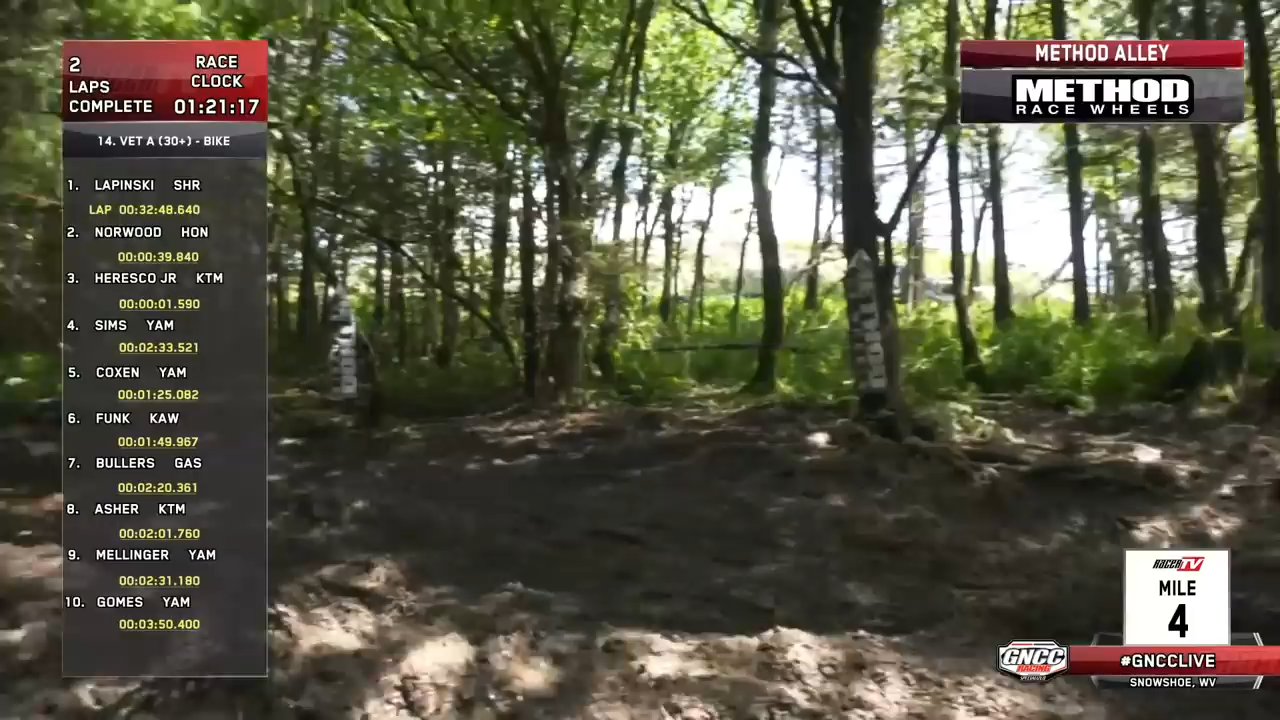 2
LAPS
COMPLETE
RACE
CLOCK
01:21:17
14. VET A (30+) - BIKE
1. LAPINSKI SHR
LAP 00:32:48.640
2. NORWOOD HON
00:00:39.840
3. HERESCO JR KTM
00:00:01.590
4. SIMS YAM
00:02:33.521
5. COXEN YAM
00:01:25.082
6. FUNK KAW
00:01:49.967
7. BULLERS GAS
00:02:20.361
8. ASHER KTM
00:02:01.760
9. MELLINGER YAM
00:02:31.180
10. GOMES YAM
00:03:50.400
METHOD ALLEY
METHOD
RACE WHEELS
RACER TV
MILE
4
GNCC
RACING
#GNCCLIVE
SNOWSHOE, WV